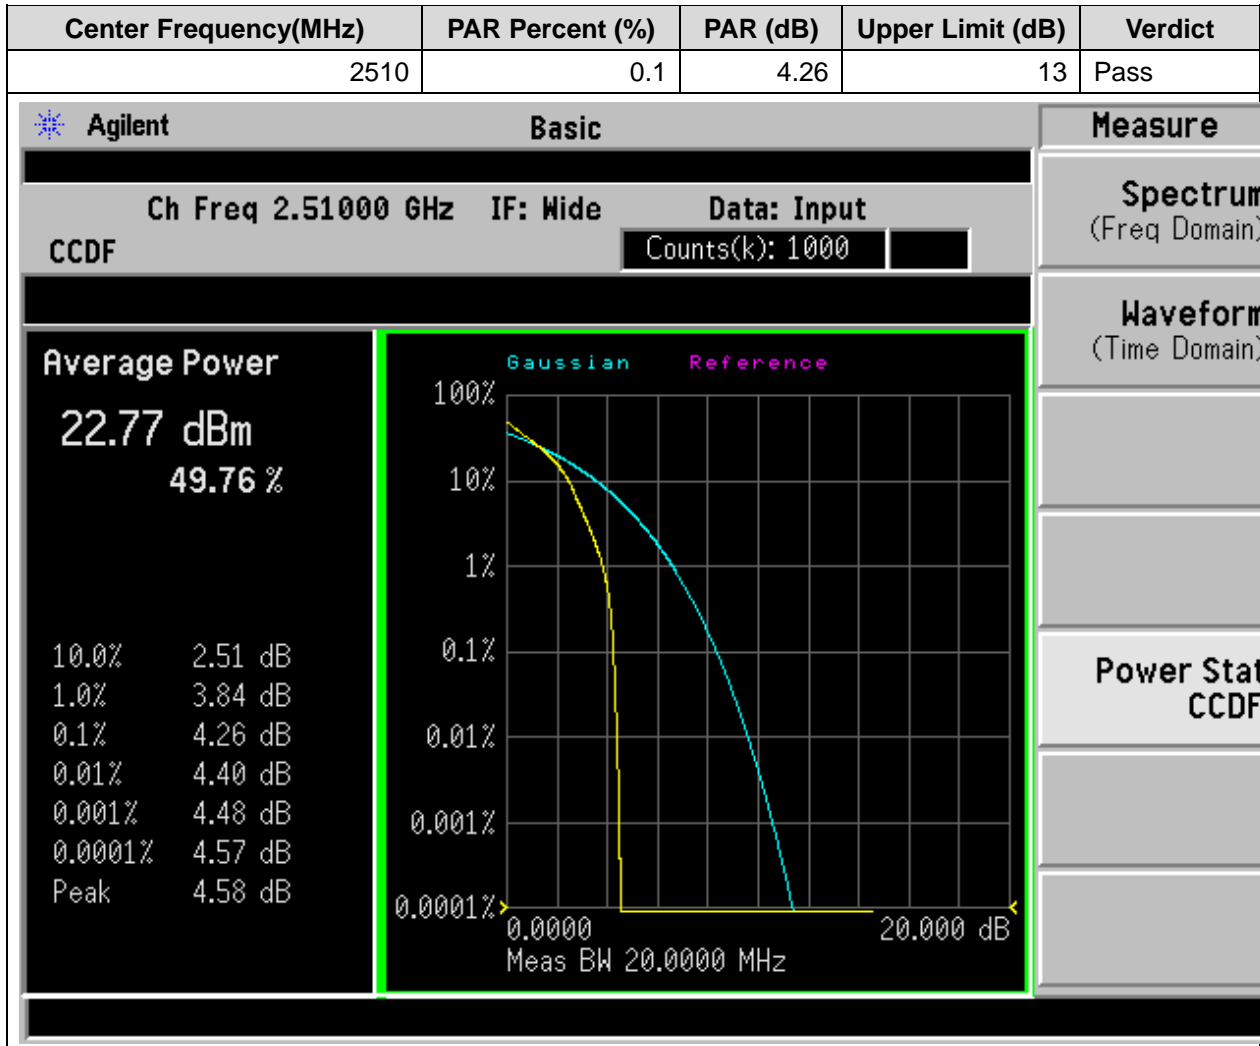 Center Frequency(MHz) PAR Percent (%) PAR (dB) Upper Limit (dB) Verdict
2510 0.1 4.26 13 Pass
Agilent Basic Measure
Ch Freq 2.51000 GHz IF: Wide Data: Input
CCDF Counts(k): 1000
Spectrum
(Freq Domain)
Waveform
(Time Domain)
Power Stat
CCDF
Average Power
22.77 dBm
49.76 %
10.0% 2.51 dB
1.0% 3.84 dB
0.1% 4.26 dB
0.01% 4.40 dB
0.001% 4.48 dB
0.0001% 4.57 dB
Peak 4.58 dB
Gaussian Reference
100%
10%
1%
0.1%
0.01%
0.001%
0.0001%
0.0000 20.000 dB
Meas BW 20.0000 MHz